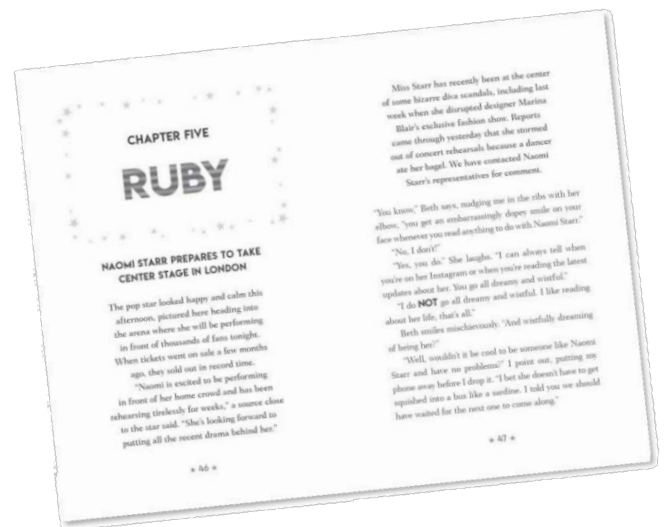 CHAPTER FIVE
RUBY
NAOMI STARR PREPARES TO TAKE
CENTER STAGE IN LONDON
The pop star looked happy and calm this
afternoon, pictured here heading into
the arena where she will be performing
in front of thousands of fans tonight.
When tickets went on sale a few months
ago, they sold out in record time.
"Naomi is excited to be performing
in front of her home crowd and has been
rehearsing tirelessly for weeks," a source close
to the star said. "She's looking forward to
putting all the recent drama behind her."
★ 46 ★
Miss Starr has recently been at the center
of some bizarre diva scandals, including last
week when she disrupted designer Marina
Blair's exclusive fashion show. Reports
came through yesterday that she stormed
out of concert rehearsals because a dancer
ate her bagel. We have contacted Naomi
Starr's representatives for comment.
"You know," Beth says, nudging me in the ribs with her
elbow, "you get an embarrassingly dopey smile on your
face whenever you read anything to do with Naomi Starr."
"No, I don't!"
"Yes, you do." She laughs. "I can always tell when
you're on her Instagram or when you're reading the latest
updates about her. You go all dreamy and wistful."
"I do NOT go all dreamy and wistful. I like reading
about her life, that's all."
Beth smiles mischievously. "And wistfully dreaming
of being her?"
"Well, wouldn't it be cool to be someone like Naomi
Starr and have no problems?" I point out, putting my
phone away before I drop it. "I bet she doesn't have to get
squished into a box like a sardine. I told you we should
have waited for the next one to come along."
★ 47 ★